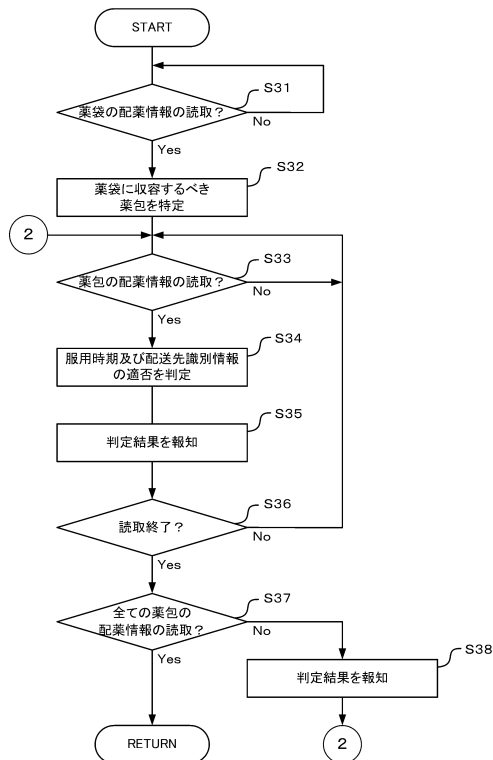 START
S31
薬袋の配薬情報の読取？
No
Yes
S32
薬袋に収容するべき
薬包を特定
2
S33
薬包の配薬情報の読取？
No
Yes
S34
服用時期及び配送先識別情報
の適否を判定
S35
判定結果を報知
S36
読取終了？
No
Yes
S37
全ての薬包の
配薬情報の読取？
No
Yes
S38
判定結果を報知
RETURN
2